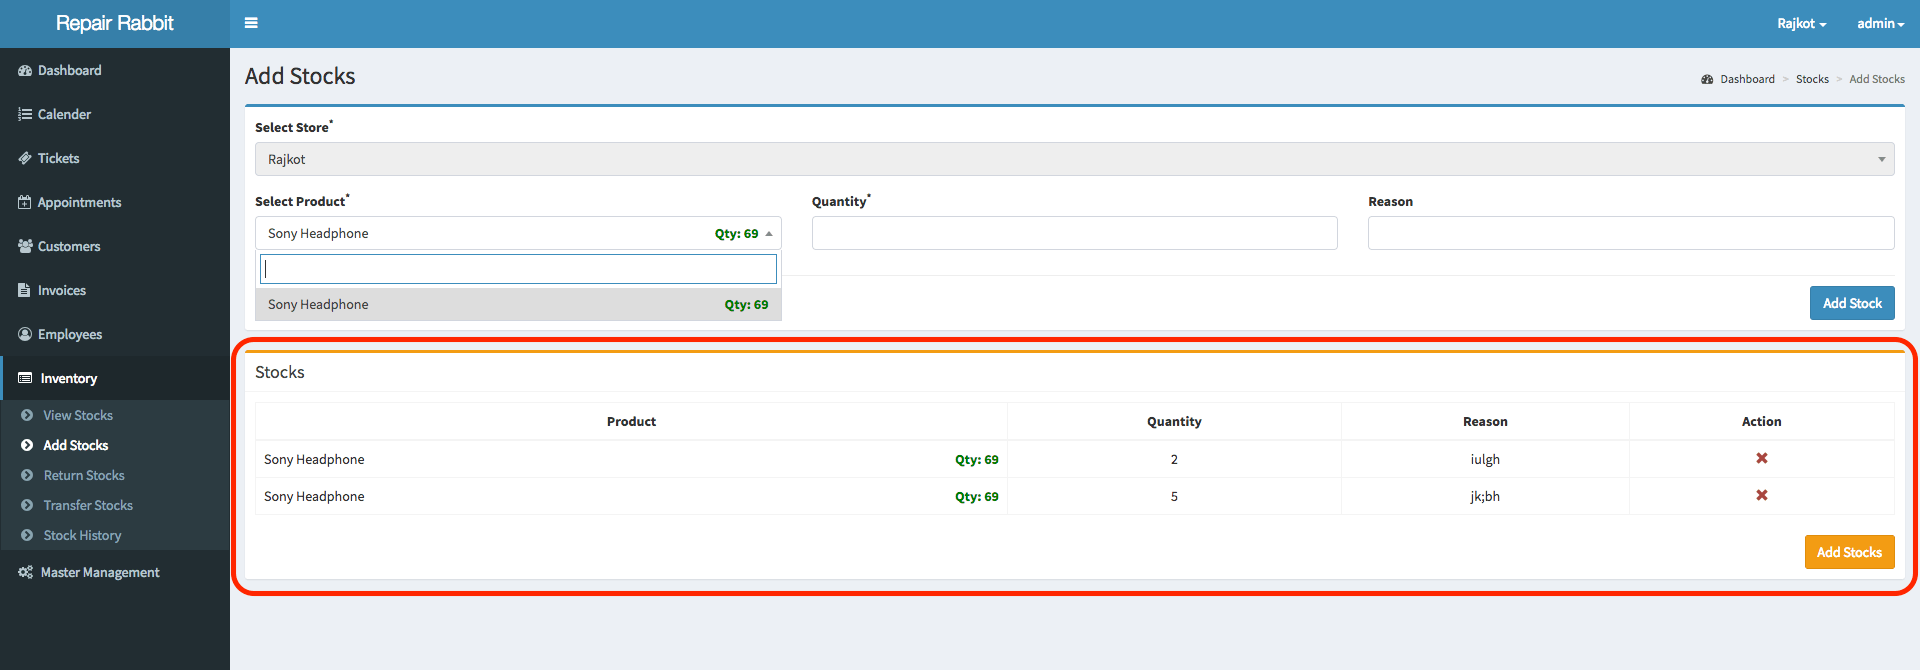 Repair Rabbit
Rajkot
admin
Dashboard
Calender
Tickets
Appointments
Customers
Invoices
Employees
Inventory
View Stocks
Add Stocks
Return Stocks
Transfer Stocks
Stock History
Master Management
Add Stocks
Dashboard > Stocks > Add Stocks
Select Store*
Rajkot
Select Product* Quantity* Reason
Sony Headphone Qty: 69
Sony Headphone Qty: 69
Add Stock
Stocks
Product Quantity Reason Action
Sony Headphone Qty: 69 2 iulgh
Sony Headphone Qty: 69 5 jk;bh
Add Stocks